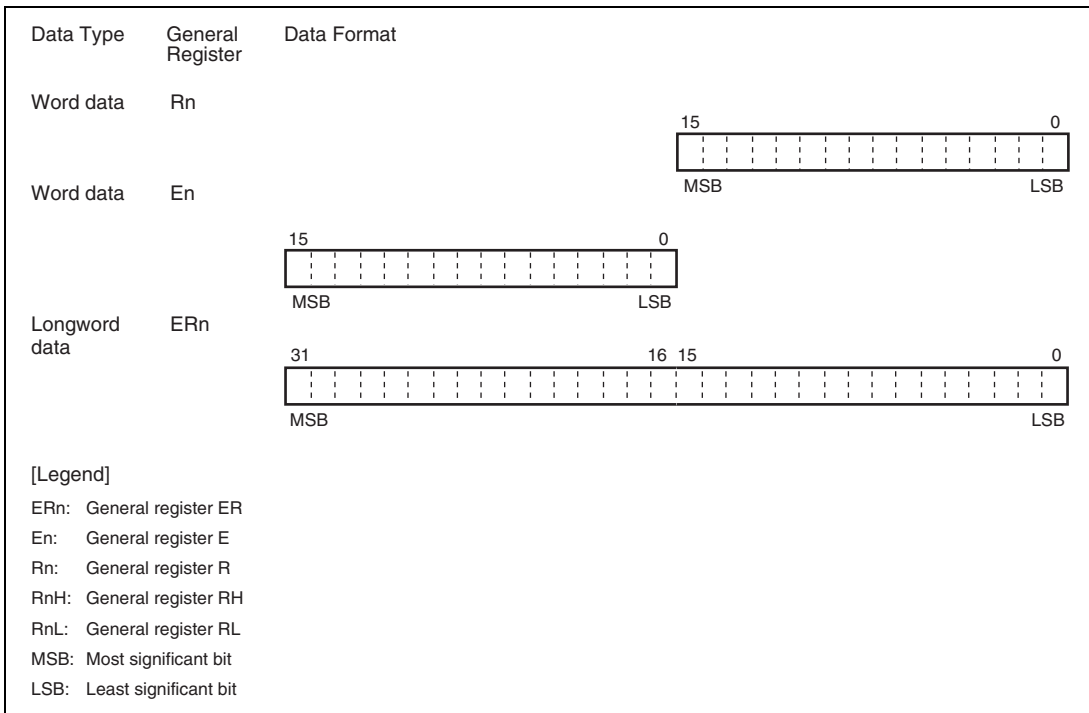 Data Type General Register Data Format
Word data Rn
15 0
MSB LSB
Word data En
15 0
MSB LSB
Longword data ERn
31 16 15 0
MSB LSB
[Legend]
ERn: General register ER
En: General register E
Rn: General register R
RnH: General register RH
RnL: General register RL
MSB: Most significant bit
LSB: Least significant bit